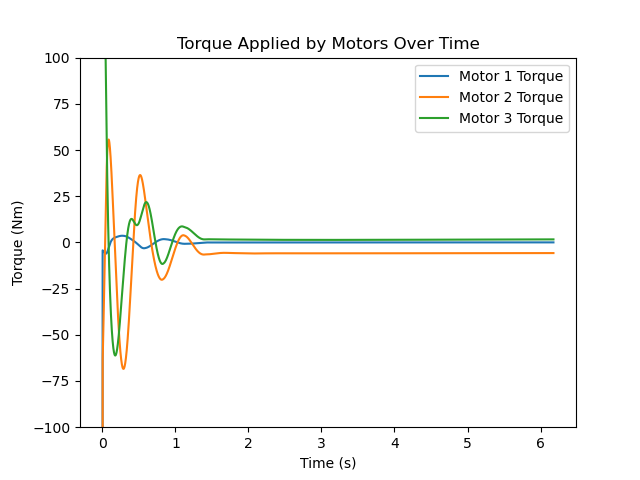 Torque Applied by Motors Over Time
Torque (Nm)
100
75
50
25
0
−25
−50
−75
−100
Motor 1 Torque
Motor 2 Torque
Motor 3 Torque
0 1 2 3 4 5 6
Time (s)